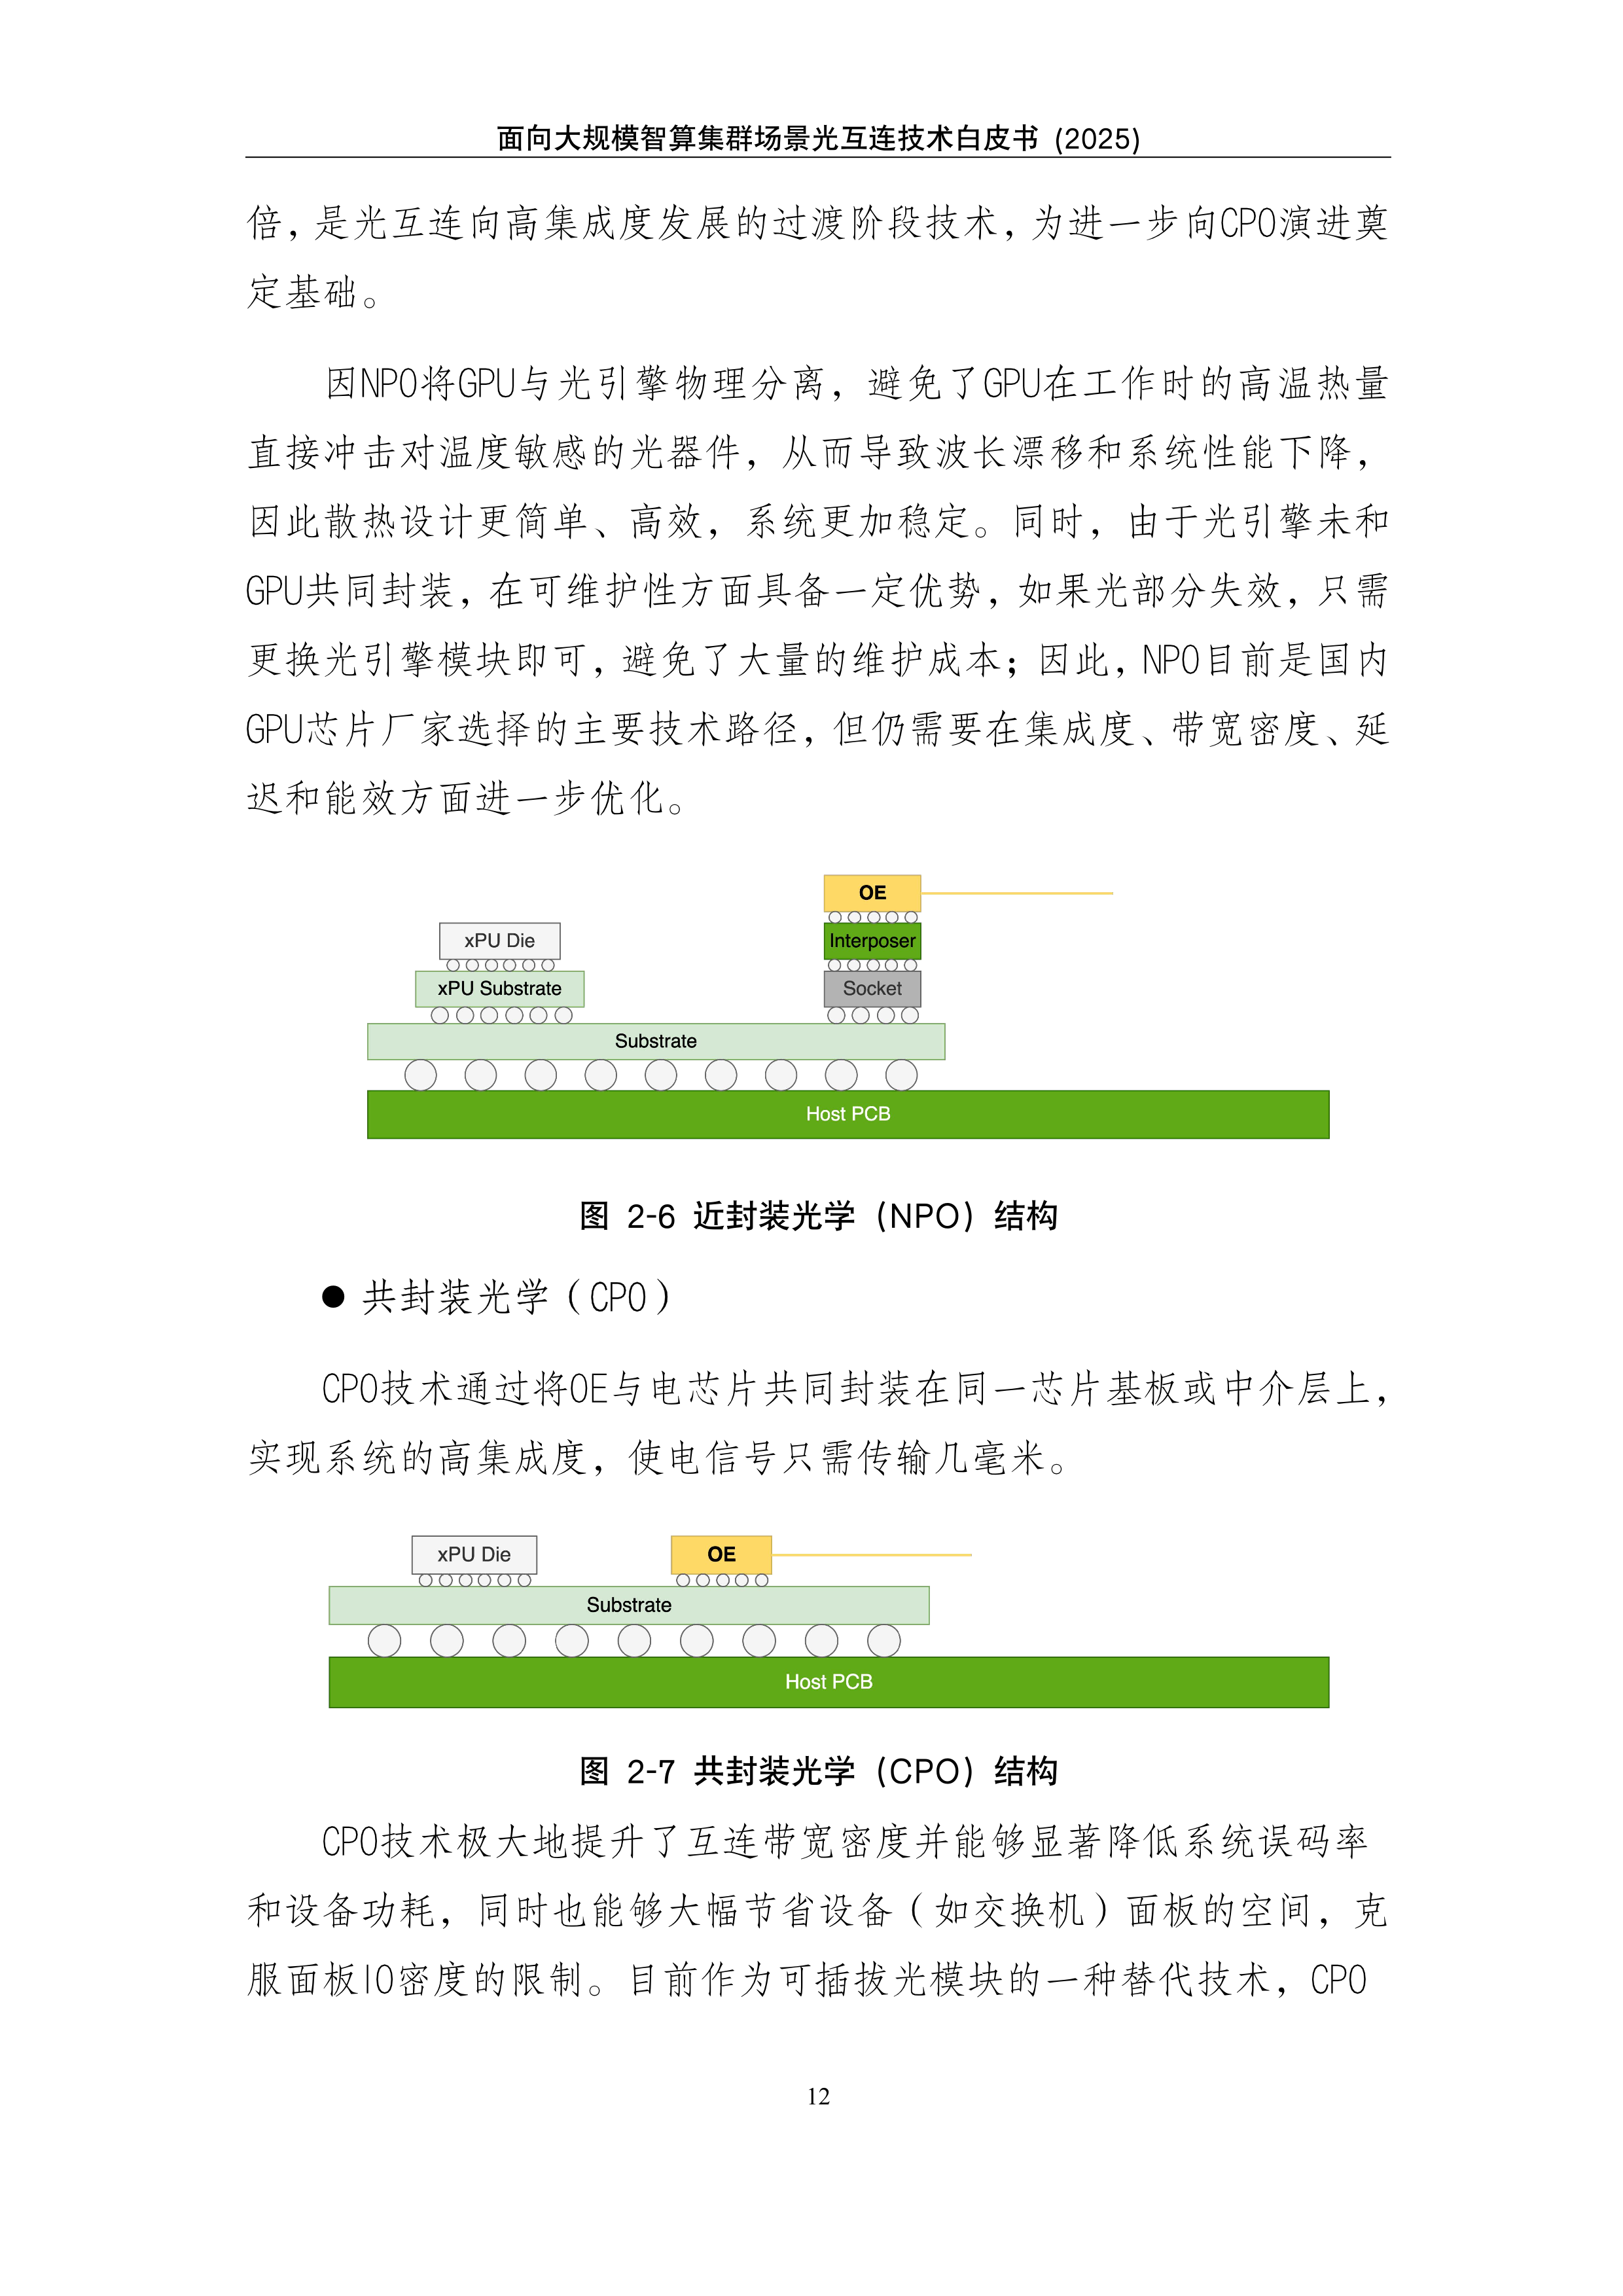 面向大规模智算集群场景光互连技术白皮书 (2025)
倍，是光互连向高集成度发展的过渡阶段技术，为进一步向CPO演进奠
定基础。
因NPO将GPU与光引擎物理分离，避免了GPU在工作时的高温热量
直接冲击对温度敏感的光器件，从而导致波长漂移和系统性能下降，
因此散热设计更简单、高效，系统更加稳定。同时，由于光引擎未和
GPU共同封装，在可维护性方面具备一定优势，如果光部分失效，只需
更换光引擎模块即可，避免了大量的维护成本；因此，NPO目前是国内
GPU芯片厂家选择的主要技术路径，但仍需要在集成度、带宽密度、延
迟和能效方面进一步优化。
OE
xPU Die
Interposer
xPU Substrate
Socket
Substrate
Host PCB
图 2-6 近封装光学（NPO）结构
● 共封装光学（CPO）
CPO技术通过将OE与电芯片共同封装在同一芯片基板或中介层上，
实现系统的高集成度，使电信号只需传输几毫米。
xPU Die
OE
Substrate
Host PCB
图 2-7 共封装光学（CPO）结构
CPO技术极大地提升了互连带宽密度并能够显著降低系统误码率
和设备功耗，同时也能够大幅节省设备（如交换机）面板的空间，克
服面板IO密度的限制。目前作为可插拔光模块的一种替代技术，CPO
12